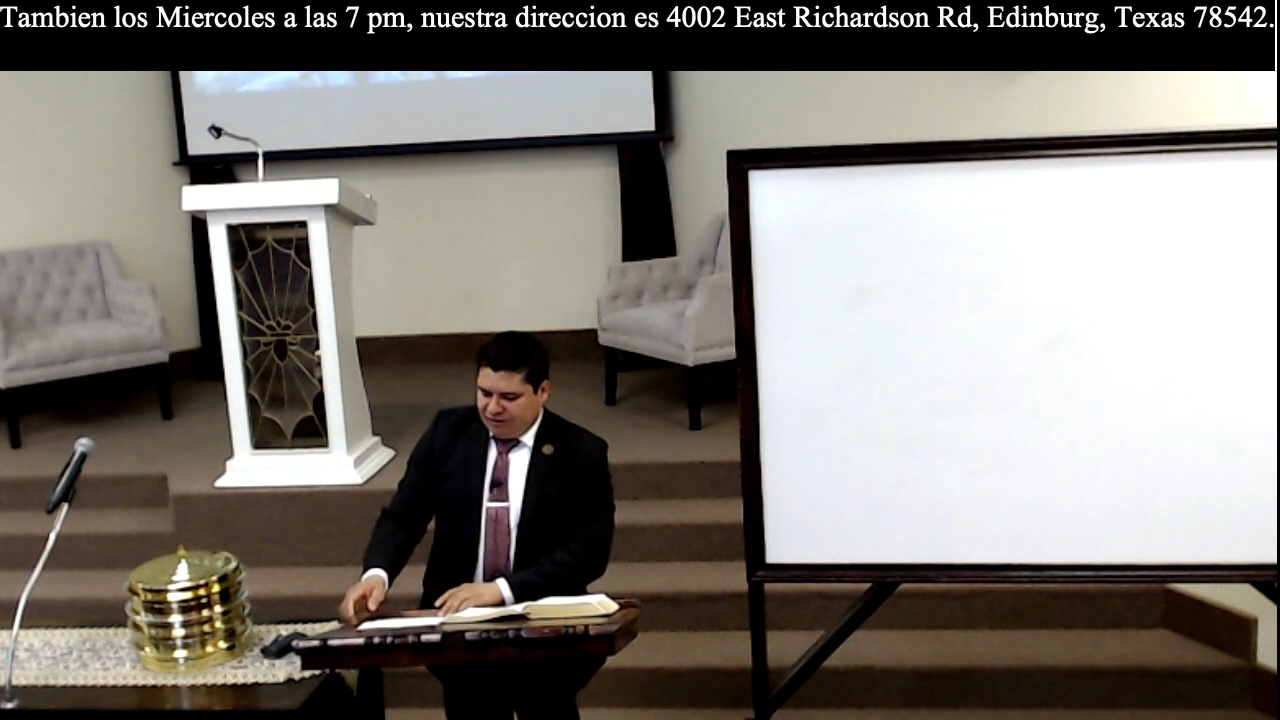 Tambien los Miercoles a las 7 pm, nuestra direccion es 4002 East Richardson Rd, Edinburg, Texas 78542.